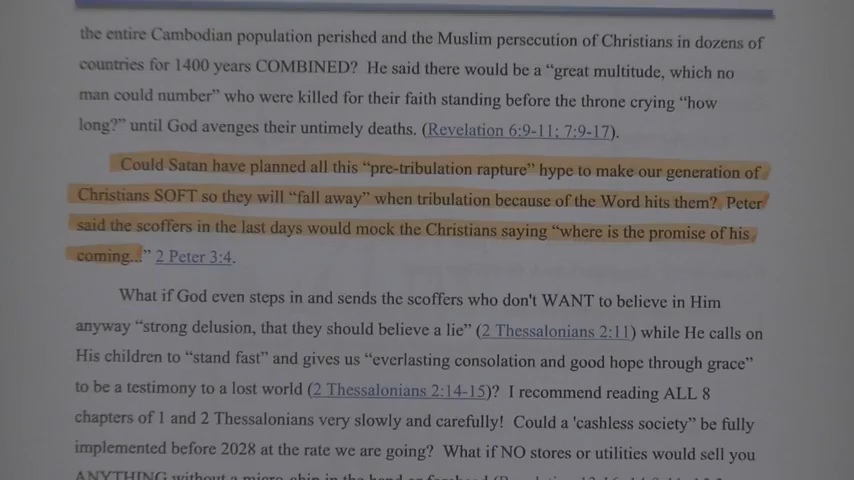 the entire Cambodian population perished and the Muslim persecution of Christians in dozens of
countries for 1400 years COMBINED? He said there would be a “great multitude, which no
man could number” who were killed for their faith standing before the throne crying “how
long?” until God avenges their untimely deaths. (Revelation 6:9-11; 7:9-17).
Could Satan have planned all this “pre-tribulation rapture” hype to make our generation of
Christians SOFT so they will “fall away” when tribulation because of the Word hits them? Peter
said the scoffers in the last days would mock the Christians saying “where is the promise of his
coming...” 2 Peter 3:4.
What if God even steps in and sends the scoffers who don't WANT to believe in Him
anyway “strong delusion, that they should believe a lie” (2 Thessalonians 2:11) while He calls on
His children to “stand fast” and gives us “everlasting consolation and good hope through grace”
to be a testimony to a lost world (2 Thessalonians 2:14-15)? I recommend reading ALL 8
chapters of 1 and 2 Thessalonians very slowly and carefully! Could a 'cashless society” be fully
implemented before 2028 at the rate we are going? What if NO stores or utilities would sell you
ANYTHING without a micro-chip in the hand or forehead (Revelation